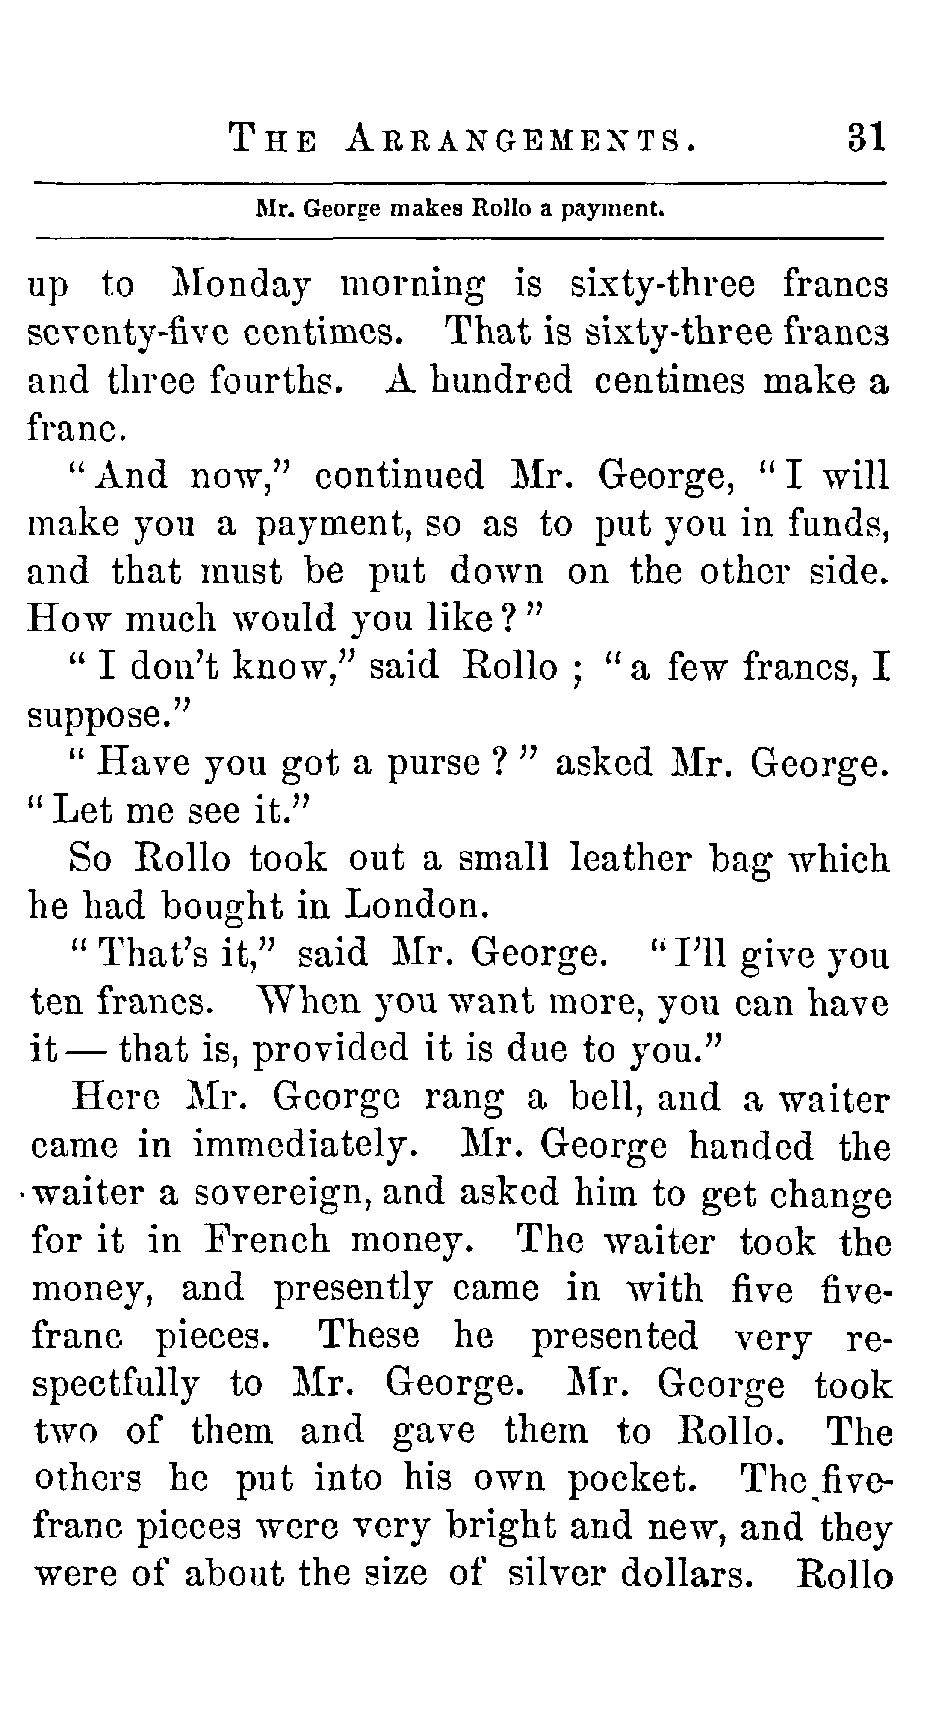 The Arrangements. 31
Mr. George makes Rollo a payment.
up to Monday morning is sixty-three francs
seventy-five centimes. That is sixty-three francs
and three fourths. A hundred centimes make a
franc.
“And now,” continued Mr. George, “I will
make you a payment, so as to put you in funds,
and that must be put down on the other side.
How much would you like?”
“I don’t know,” said Rollo; “a few francs, I
suppose.”
“Have you got a purse?” asked Mr. George.
“Let me see it.”
So Rollo took out a small leather bag which
he had bought in London.
“That’s it,” said Mr. George. “I’ll give you
ten francs. When you want more, you can have
it — that is, provided it is due to you.”
Here Mr. George rang a bell, and a waiter
came in immediately. Mr. George handed the
waiter a sovereign, and asked him to get change
for it in French money. The waiter took the
money, and presently came in with five five-
franc pieces. These he presented very re-
spectfully to Mr. George. Mr. George took
two of them and gave them to Rollo. The
others he put into his own pocket. The five-
franc pieces were very bright and new, and they
were of about the size of silver dollars. Rollo